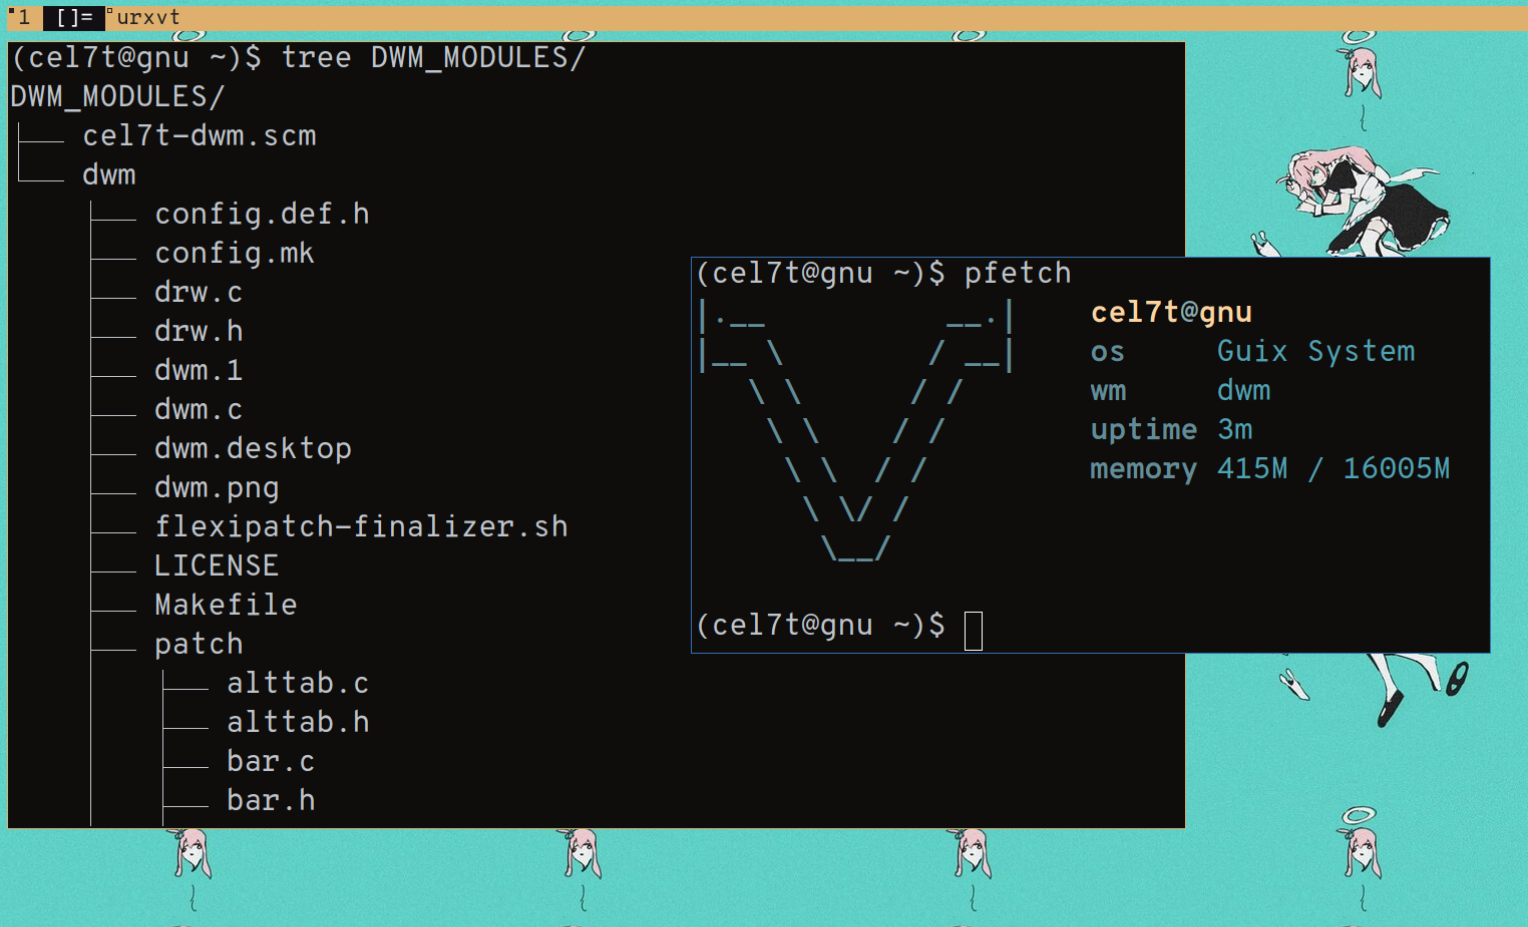 1 []= urxvt
(cel7t@gnu ~)$ tree DWM_MODULES/
DWM_MODULES/
├── cel7t-dwm.scm
└── dwm
    ├── config.def.h
    ├── config.mk
    ├── drw.c
    ├── drw.h
    ├── dwm.1
    ├── dwm.c
    ├── dwm.desktop
    ├── dwm.png
    ├── flexipatch-finalizer.sh
    ├── LICENSE
    ├── Makefile
    ├── patch
    │   ├── alttab.c
    │   ├── alttab.h
    │   ├── bar.c
    │   ├── bar.h
(cel7t@gnu ~)$ pfetch
|.__          __.|    cel7t@gnu
|__ \        / __|    os     Guix System
   \ \      / /       wm     dwm
    \ \    / /        uptime 3m
     \ \  / /         memory 415M / 16005M
      \ \/ /
       \__/
(cel7t@gnu ~)$